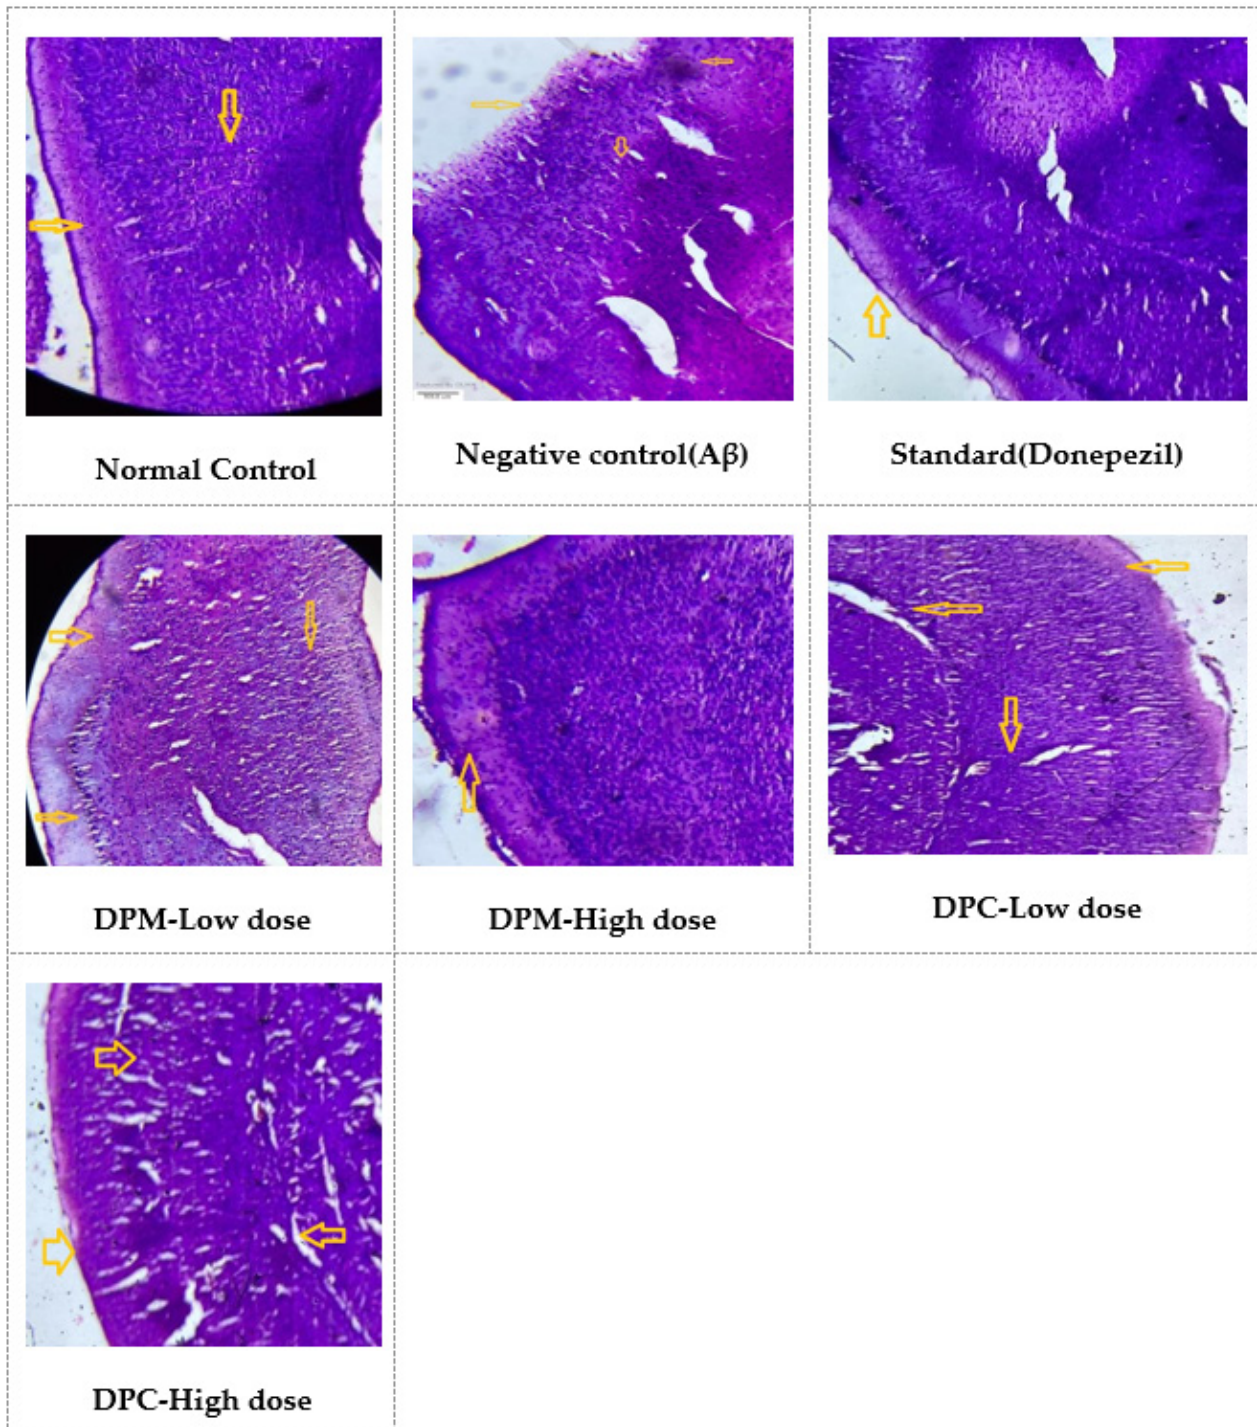 Normal Control
Negative control(Aβ)
Standard(Donepezil)
DPM-Low dose
DPM-High dose
DPC-Low dose
DPC-High dose